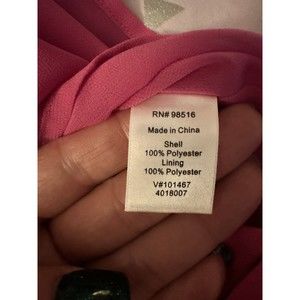 RN# 98516
Made in China
Shell
100% Polyester
Lining
100% Polyester
V#101467
4018007